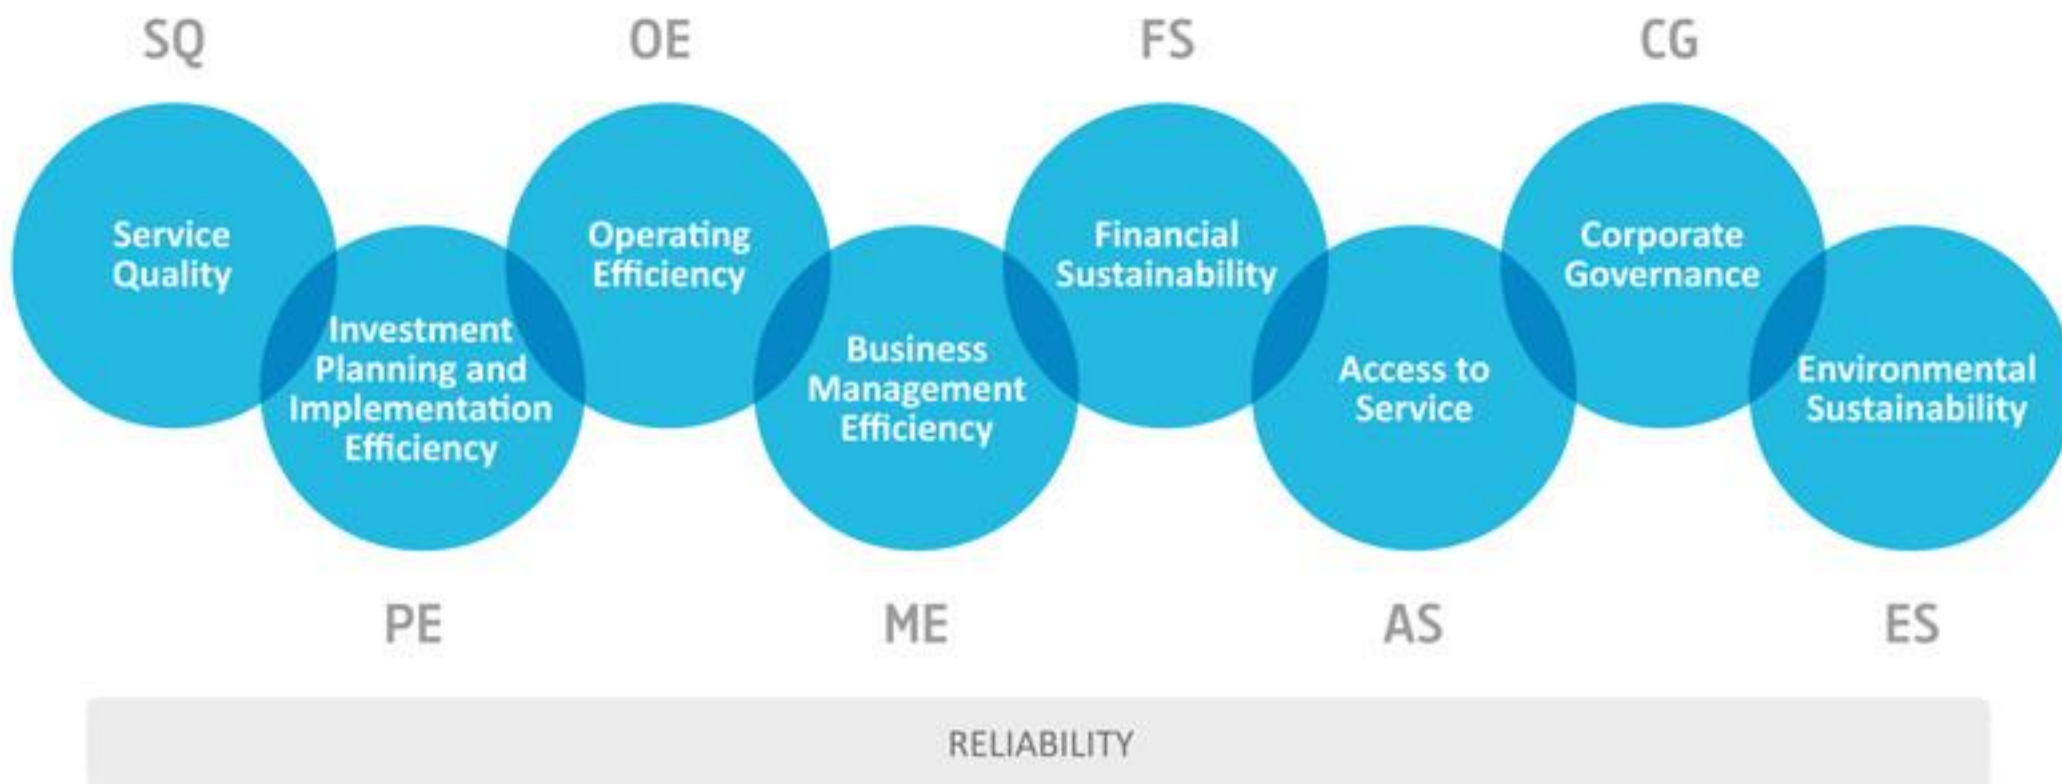 SQ
OE
FS
CG
Service
Quality
Investment
Planning and
Implementation
Efficiency
Operating
Efficiency
Business
Management
Efficiency
Financial
Sustainability
Access to
Service
Corporate
Governance
Environmental
Sustainability
PE
ME
AS
ES
RELIABILITY